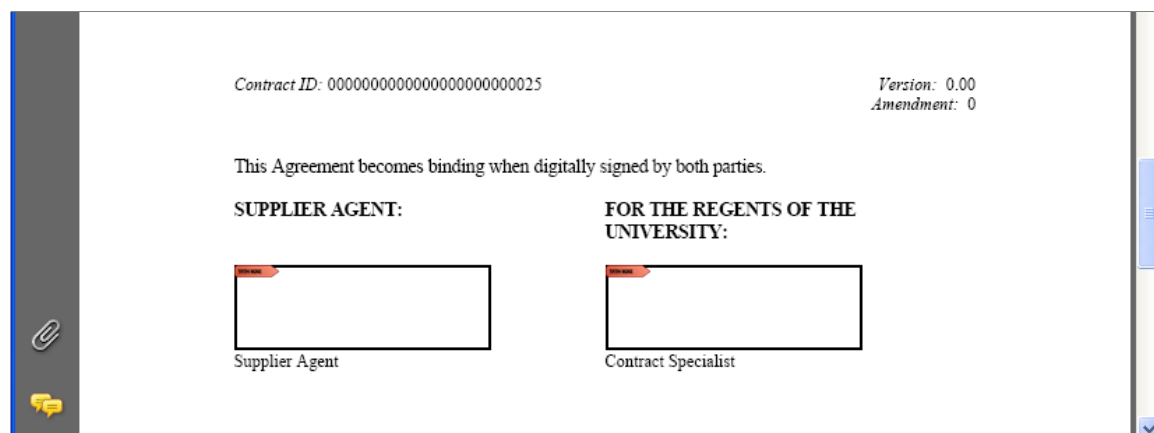 Contract ID: 0000000000000000000000025
Version: 0.00
Amendment: 0
This Agreement becomes binding when digitally signed by both parties.
SUPPLIER AGENT:
FOR THE REGENTS OF THE
UNIVERSITY:
Supplier Agent
Contract Specialist